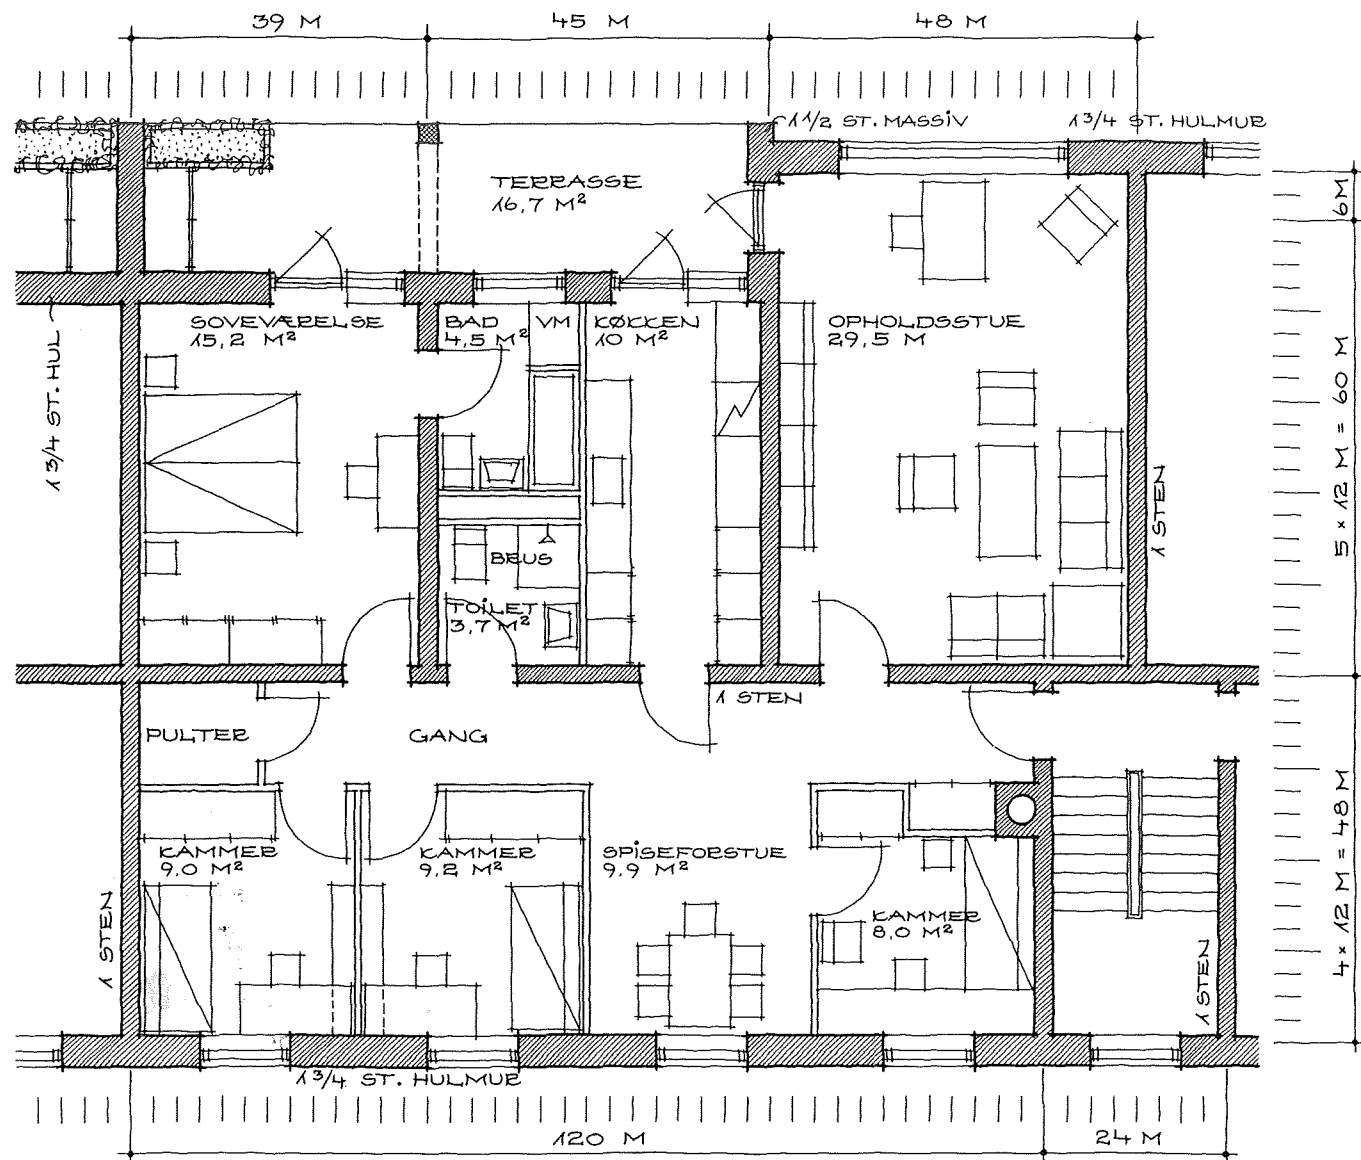 39 M
45 M
48 M
1 1/2 ST. MASSIV
1 3/4 ST. HULMUR
TERRASSE
16,7 M²
6M
SOVEVÆRELSE
15,2 M²
BAD
4,5 M²
VM
KØKKEN
10 M²
OPHOLDSSTUE
29,5 M
1 3/4 ST. HUL
5 × 12 M = 60 M
1 STEN
BRUS
TOILET
3,7 M²
1 STEN
PULTER
GANG
KAMMER
9,0 M²
KAMMER
9,2 M²
SPISEFORSTUE
9,9 M²
KAMMER
8,0 M²
4 × 12 M = 48 M
1 STEN
1 STEN
1 3/4 ST. HULMUR
120 M
24 M